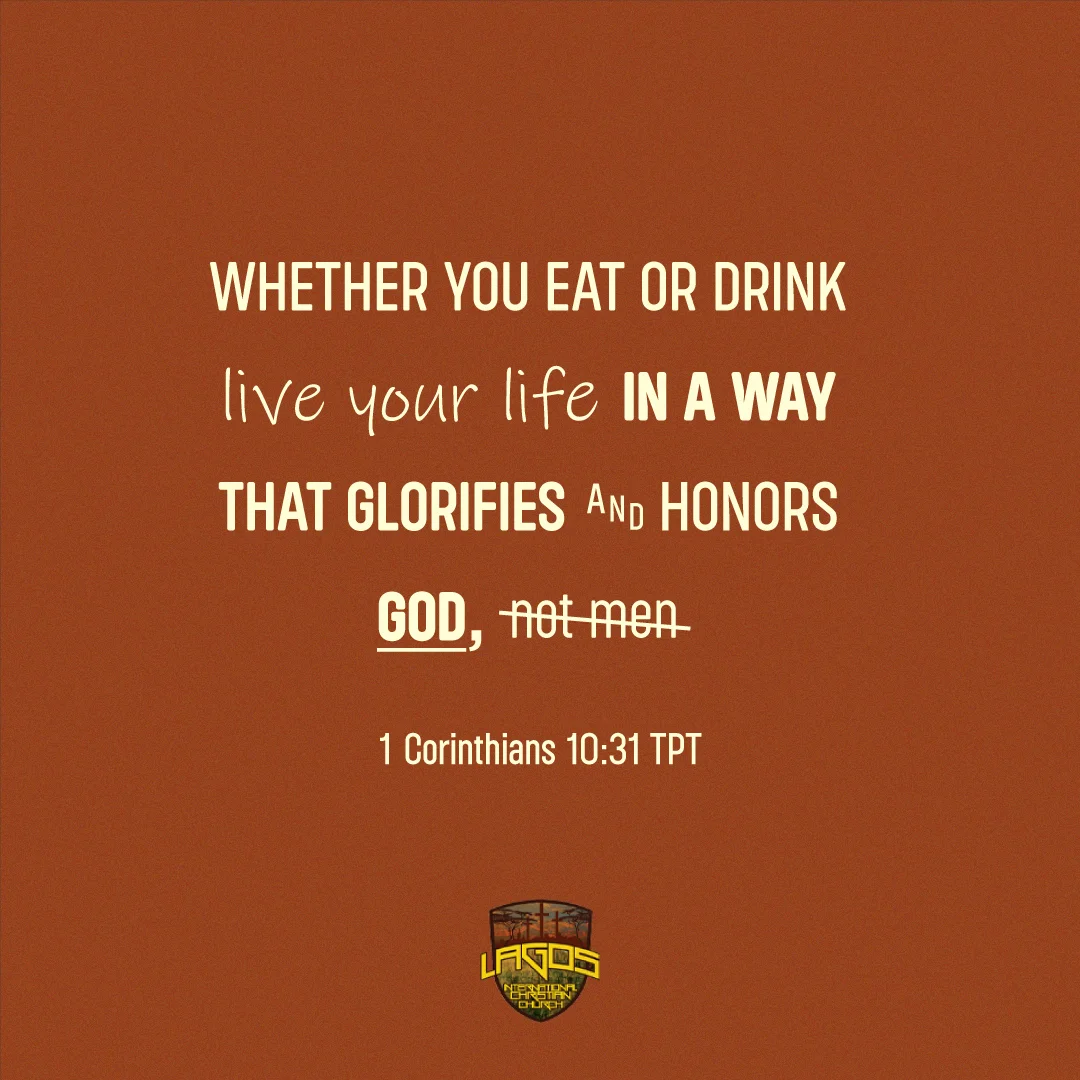 WHETHER YOU EAT OR DRINK
live your life IN A WAY
THAT GLORIFIES AND HONORS
GOD, not men
1 Corinthians 10:31 TPT
LAGOS
INTERNATIONAL
CHRISTIAN
CHURCH